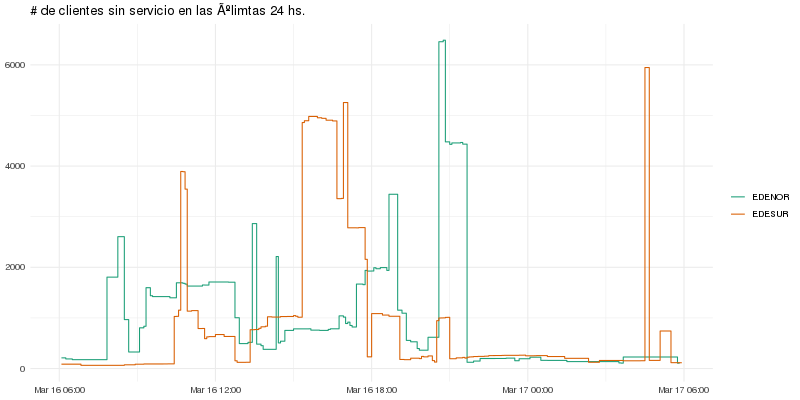 # de clientes sin servicio en las Ãºlimtas 24 hs.
6000
4000
2000
0
Mar 16 06:00 Mar 16 12:00 Mar 16 18:00 Mar 17 00:00 Mar 17 06:00
EDENOR
EDESUR